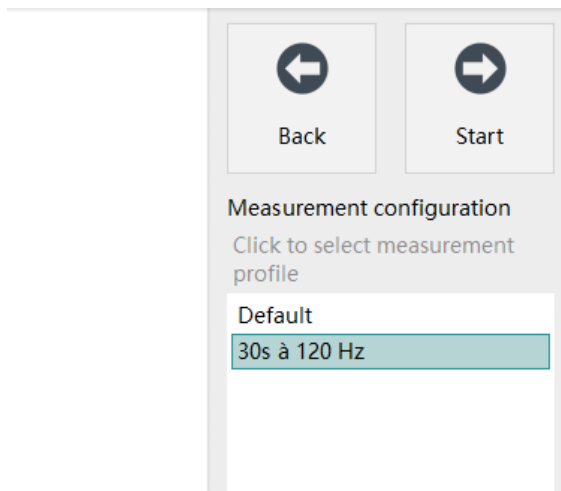 Back
Start
Measurement configuration
Click to select measurement
profile
Default
30s à 120 Hz